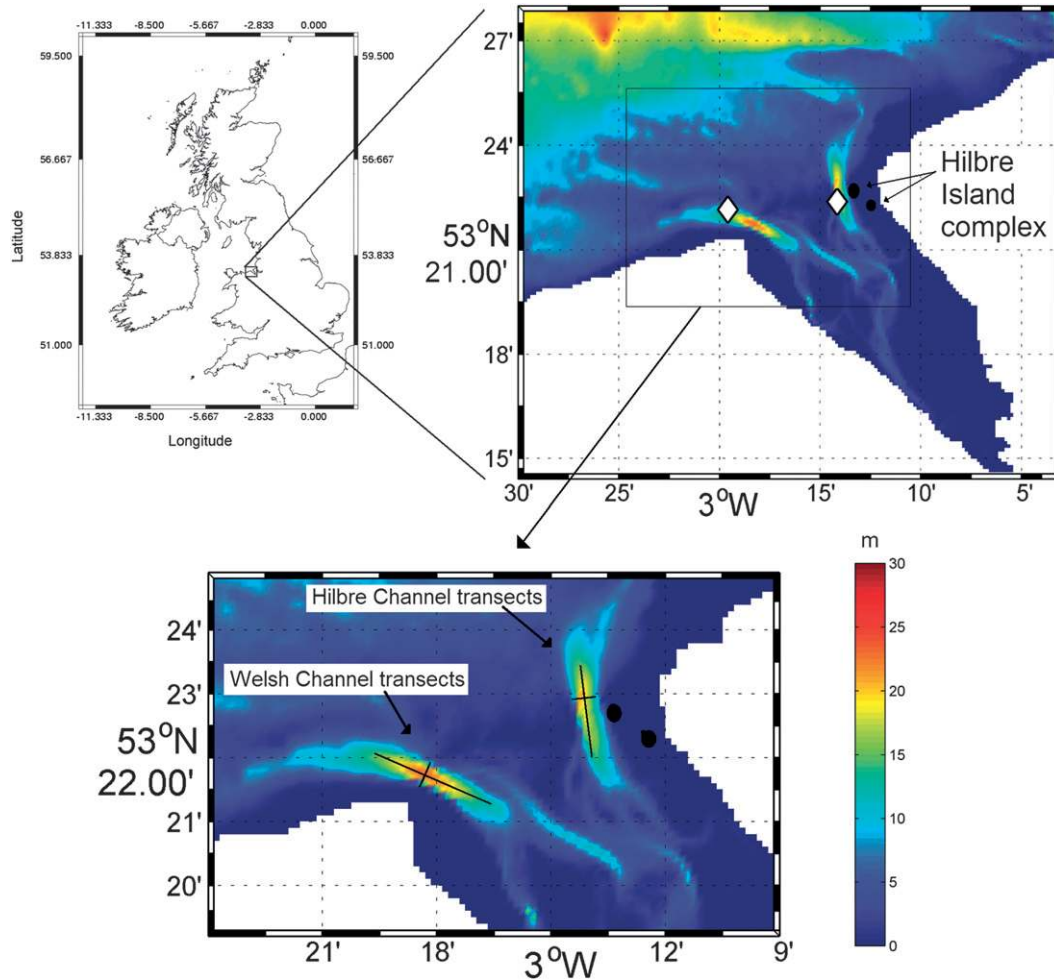 -11.333 -8.500 -5.667 -2.833 0.000
59.500 59.500
56.667 56.667
53.833 53.833
51.000 51.000
Latitude
-11.333 -8.500 -5.667 -2.833 0.000
Longitude
27'
24'
53°N
21.00'
18'
15'
30' 25' 3°W 15' 10' 5'
Hilbre
Island
complex
Hilbre Channel transects
Welsh Channel transects
24'
23'
53°N
22.00'
21'
20'
21' 18' 3°W 12' 9'
m
30
25
20
15
10
5
0